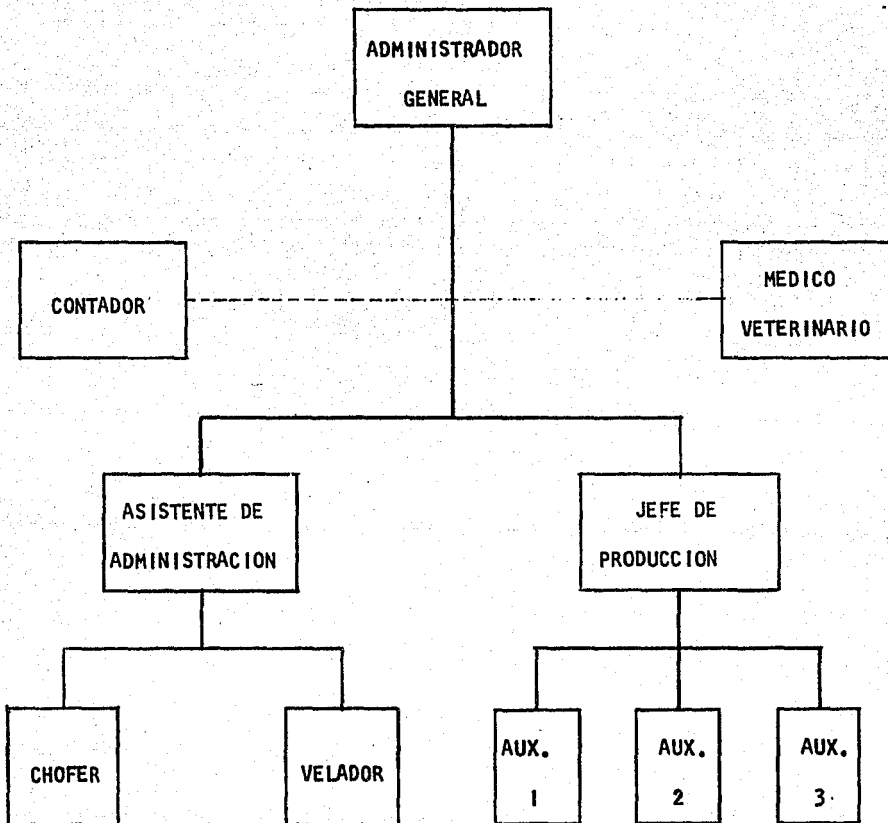 ADMINISTRADOR
GENERAL
CONTADOR
MEDICO
VETERINARIO
ASISTENTE DE
ADMINISTRACION
JEFE DE
PRODUCCION
CHOFER
VELADOR
AUX.
1
AUX.
2
AUX.
3